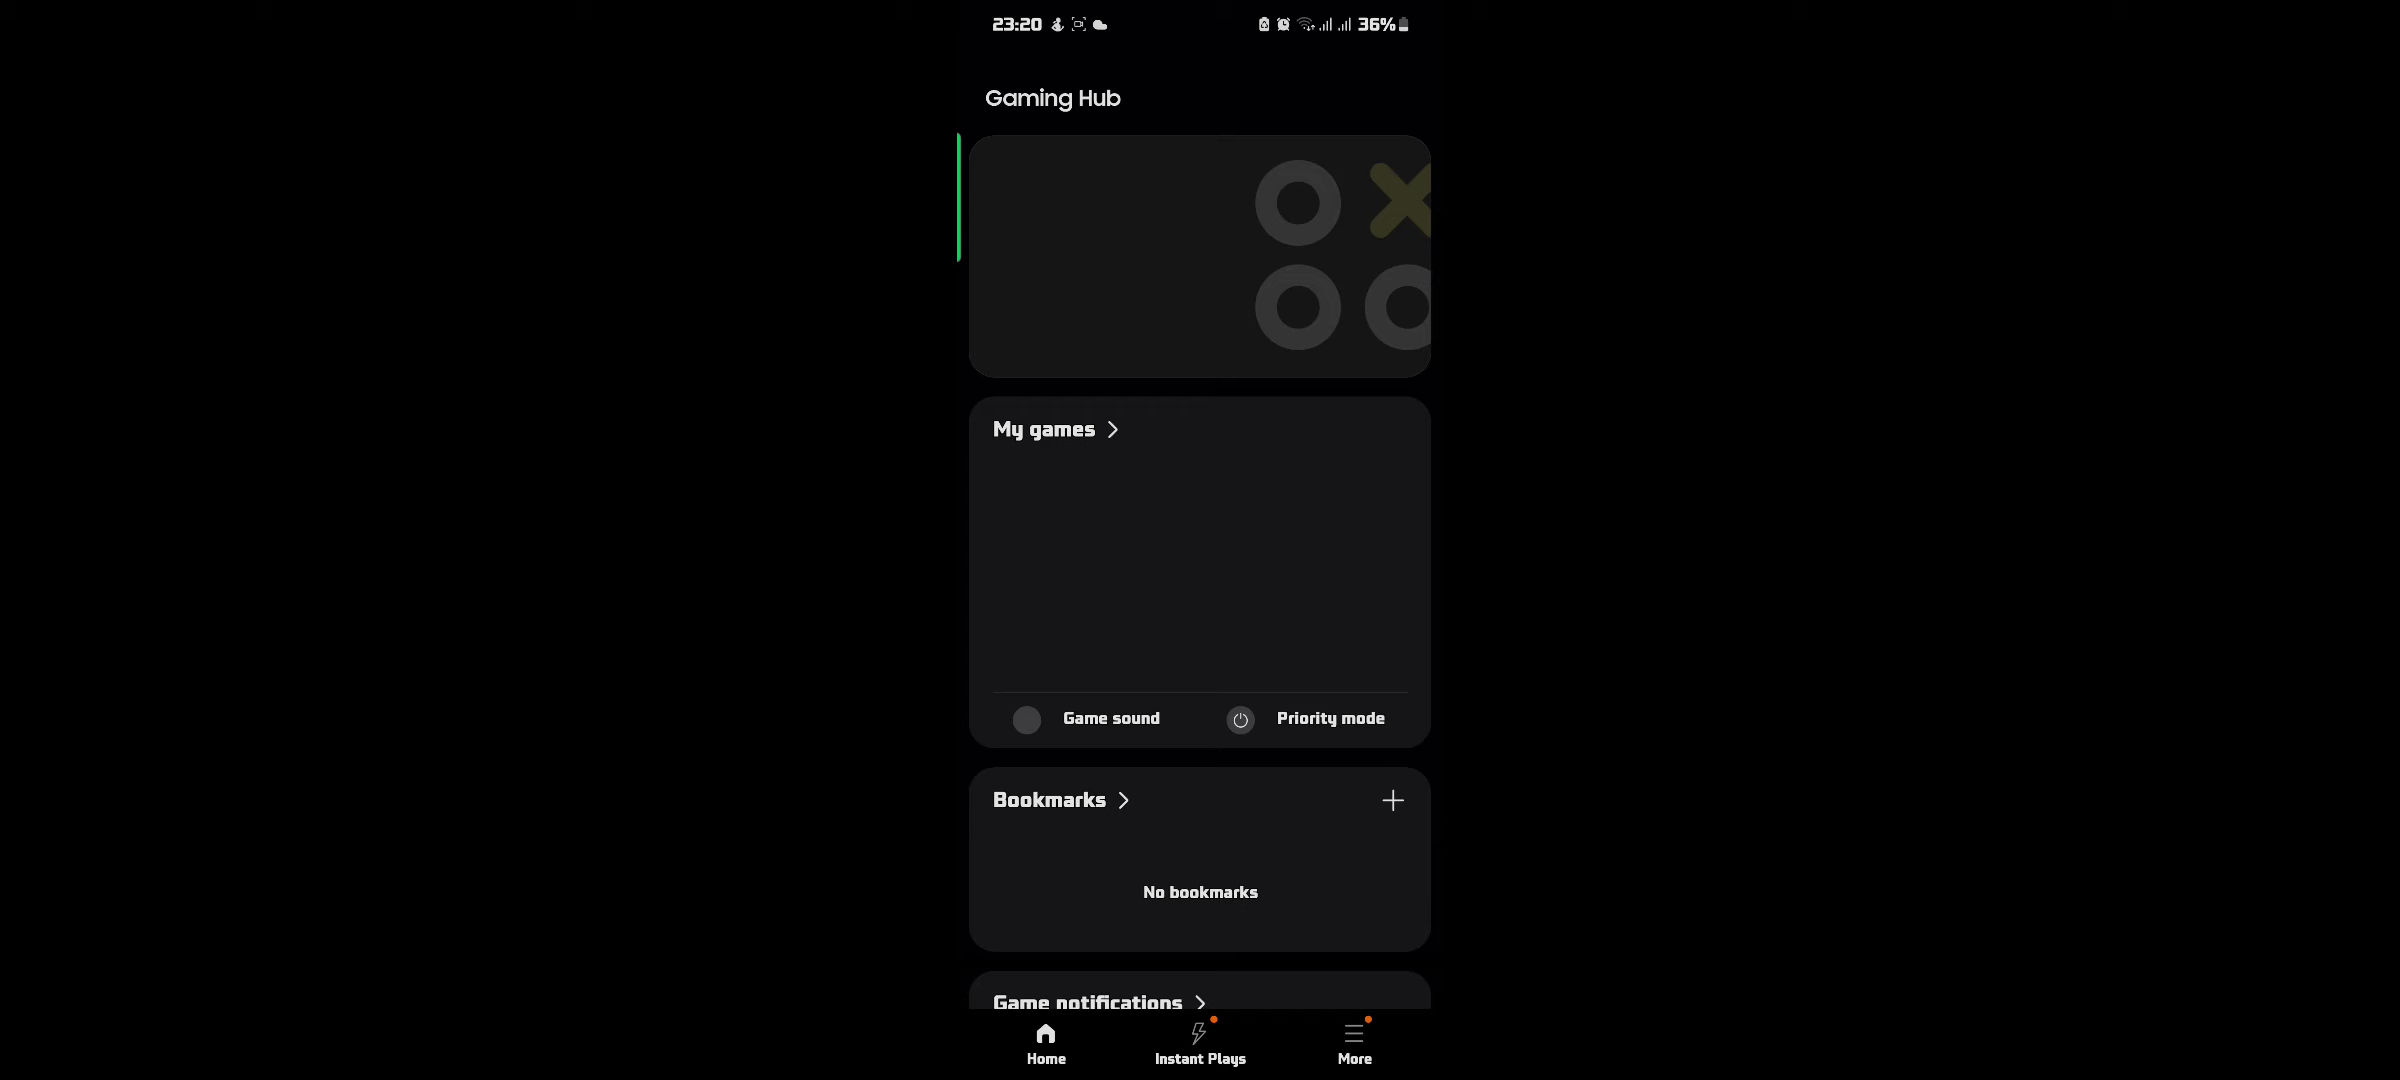 23:20 36%
Gaming Hub
My games
Game sound Priority mode
Bookmarks
No bookmarks
Game notifications
Home Instant Plays More